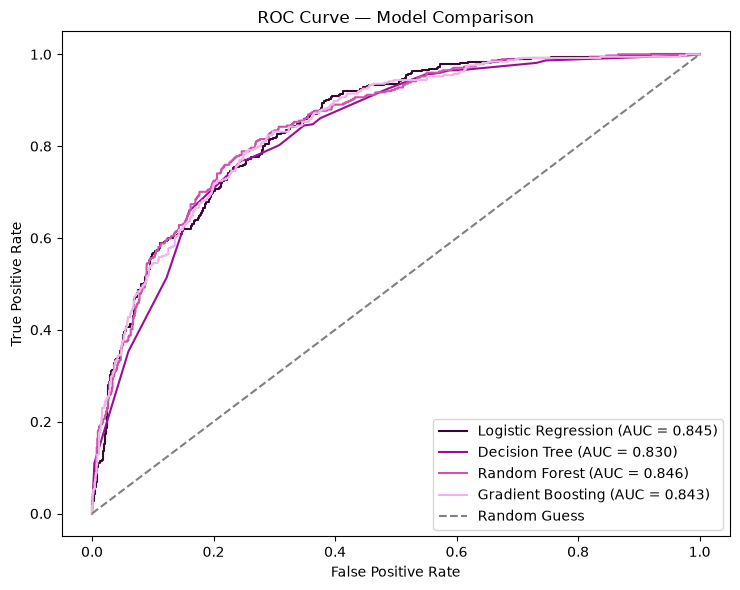 ROC Curve — Model Comparison
True Positive Rate
1.0
0.8
0.6
0.4
0.2
0.0
Logistic Regression (AUC = 0.845)
Decision Tree (AUC = 0.830)
Random Forest (AUC = 0.846)
Gradient Boosting (AUC = 0.843)
Random Guess
0.0 0.2 0.4 0.6 0.8 1.0
False Positive Rate